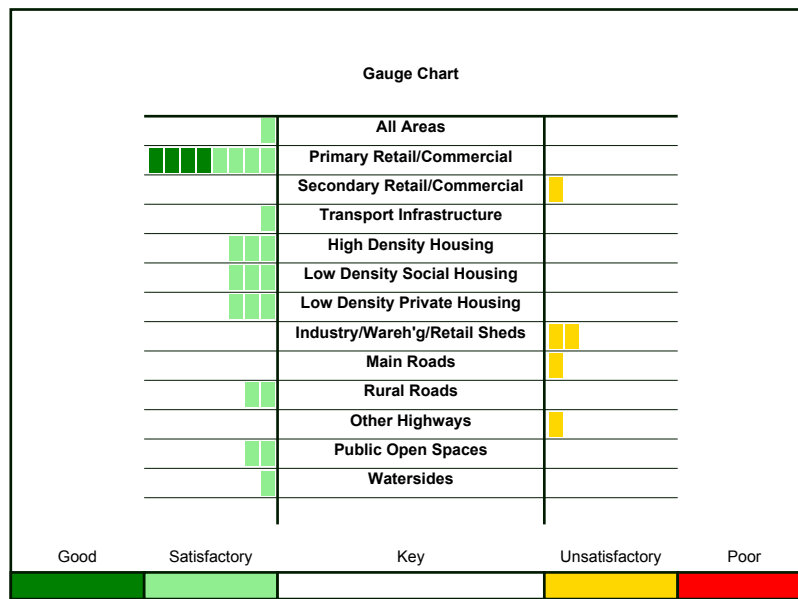 Gauge Chart
All Areas
Primary Retail/Commercial
Secondary Retail/Commercial
Transport Infrastructure
High Density Housing
Low Density Social Housing
Low Density Private Housing
Industry/Wareh'g/Retail Sheds
Main Roads
Rural Roads
Other Highways
Public Open Spaces
Watersides
Good Satisfactory Key Unsatisfactory Poor